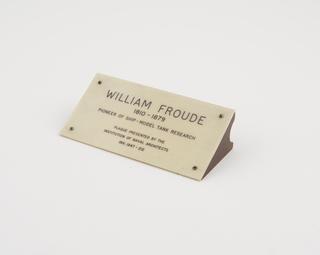 WILLIAM FROUDE
1810-1879
PIONEER OF SHIP-MODEL TANK RESEARCH
PLAQUE PRESENTED BY THE
INSTITUTION OF NAVAL ARCHITECTS